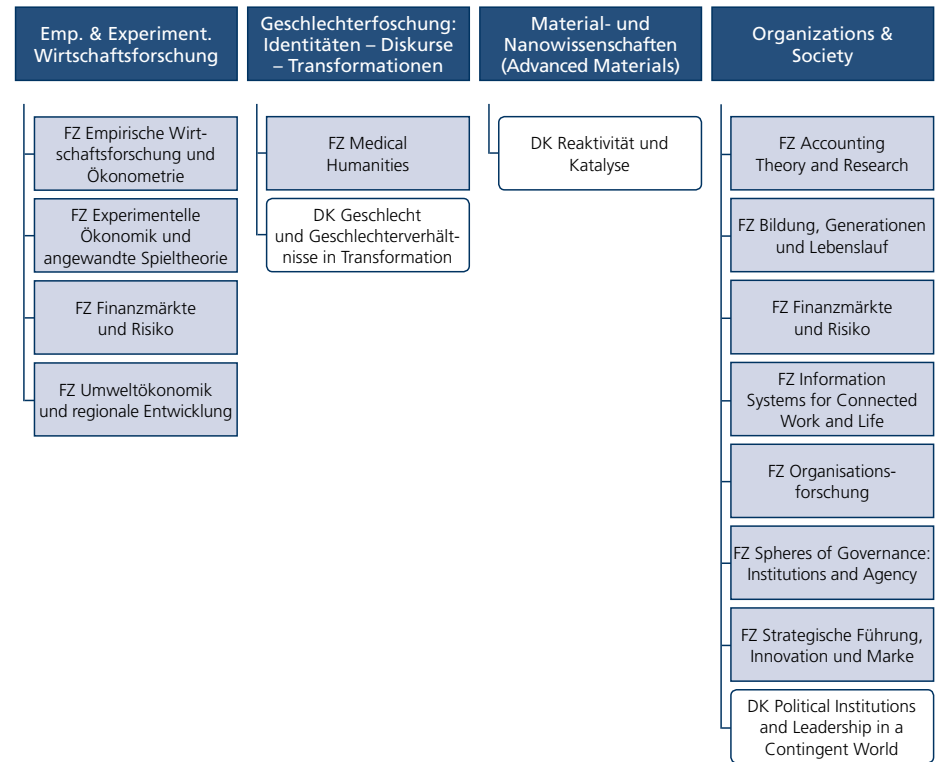 Emp. & Experiment.
Wirtschaftsforschung
FZ Empirische Wirt-
schaftsforschung und
Ökonometrie
FZ Experimentelle
Ökonomik und
angewandte Spieltheorie
FZ Finanzmärkte
und Risiko
FZ Umweltökonomik
und regionale Entwicklung
Geschlechterfoschung:
Identitäten – Diskurse
– Transformationen
FZ Medical
Humanities
DK Geschlecht
und Geschlechterverhält-
nisse in Transformation
Material- und
Nanowissenschaften
(Advanced Materials)
DK Reaktivität und
Katalyse
Organizations &
Society
FZ Accounting
Theory and Research
FZ Bildung, Generationen
und Lebenslauf
FZ Finanzmärkte
und Risiko
FZ Information
Systems for Connected
Work and Life
FZ Organisations-
forschung
FZ Spheres of Governance:
Institutions and Agency
FZ Strategische Führung,
Innovation und Marke
DK Political Institutions
and Leadership in a
Contingent World